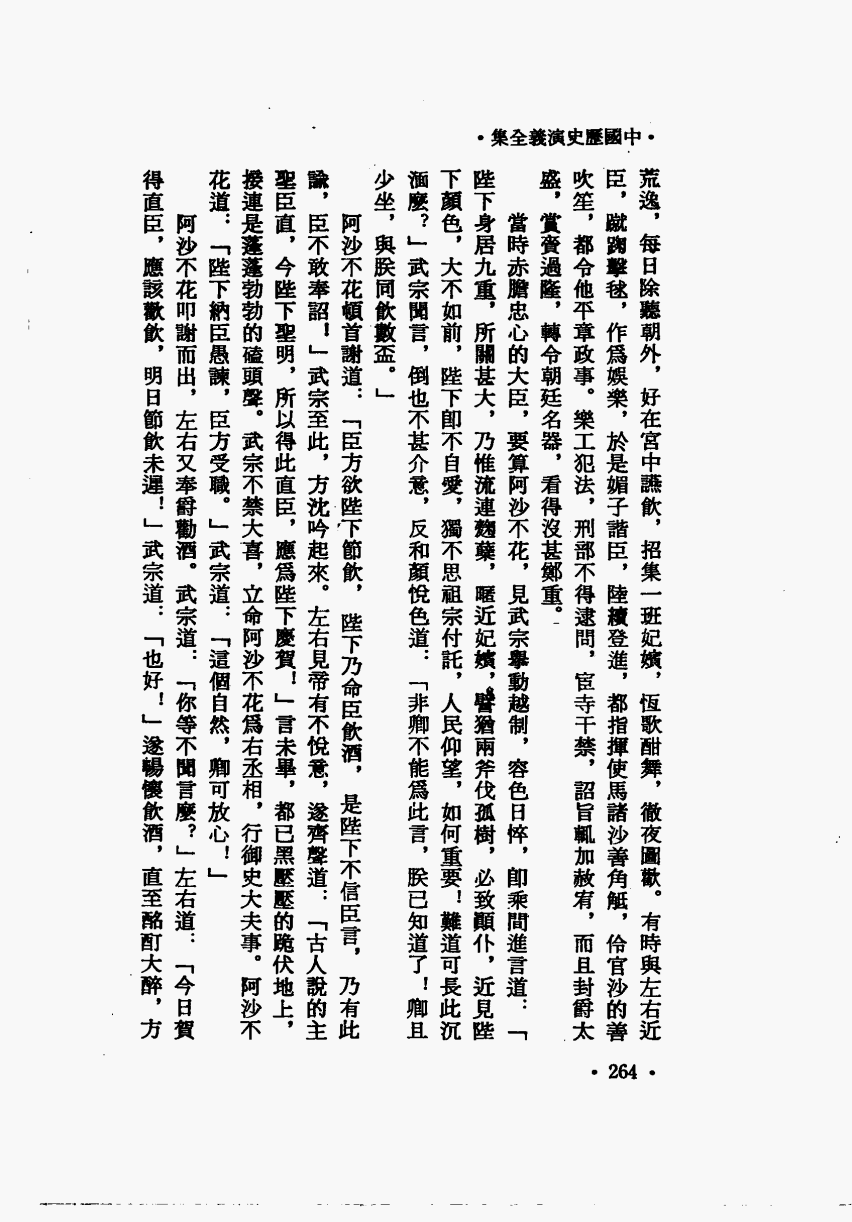 •集全義演史歷國中•
荒逸，每日除聽朝外，好在宮中讌飲，招集一班妃嬪，恆歌酣舞，徹夜圖歡。有時與左右近
臣，蹴踘擊毬，作爲娛樂，於是媚子諧臣，陸續登進，都指揮使馬諸沙善角觝，伶官沙的善
吹笙，都令他平章政事。樂工犯法，刑部不得逮問，宦寺干禁，詔旨輒加赦宥，而且封爵太
盛，賞賚過隆，轉令朝廷名器，看得沒甚鄭重。
當時赤膽忠心的大臣，要算阿沙不花，見武宗舉動越制，容色日悴，卽乘間進言道：「
陛下身居九重，所關甚大，乃惟流連麴蘗，暱近妃嬪，譬猶兩斧伐孤樹，必致顚仆，近見陛
下顏色，大不如前，陛下卽不自愛，獨不思祖宗付託，人民仰望，如何重要！難道可長此沉
湎麼？」武宗聞言，倒也不甚介意，反和顏悅色道：「非卿不能爲此言，朕已知道了！卿且
少坐，與朕同飲數盃。」
阿沙不花頓首謝道：「臣方欲陛下節飲，陛下乃命臣飲酒，是陛下不信臣言，乃有此
諭，臣不敢奉詔！」武宗至此，方沈吟起來。左右見帝有不悅意，遂齊聲道：「古人說的主
聖臣直，今陛下聖明，所以得此直臣，應爲陛下慶賀！」言未畢，都已黑壓壓的跪伏地上，
接連是蓬蓬勃勃的磕頭聲。武宗不禁大喜，立命阿沙不花爲右丞相，行御史大夫事。阿沙不
花道：「陛下納臣愚諫，臣方受職。」武宗道：「這個自然，卿可放心！」
阿沙不花叩謝而出，左右又奉爵勸酒。武宗道：「你等不聞言麼？」左右道：「今日賀
得直臣，應該歡飲，明日節飲未遲！」武宗道：「也好！」遂暢懷飲酒，直至酩酊大醉，方
•264•